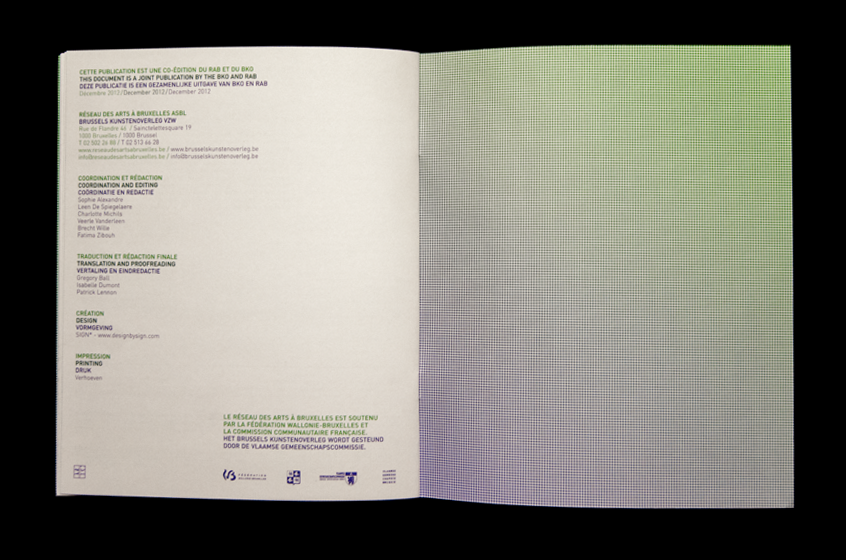 CETTE PUBLICATION EST UNE CO-ÉDITION DU RAB ET DU BKO
THIS DOCUMENT IS A JOINT PUBLICATION BY THE BKO AND RAB
DEZE PUBLICATIE IS EEN GEZAMENLIJKE UITGAVE VAN BKO EN RAB
Décembre 2012/December 2012/December 2012
RÉSEAU DES ARTS À BRUXELLES ASBL
BRUSSELS KUNSTENOVERLEG VZW
Rue de Flandre 46 / Sainctelettesquare 19
1000 Bruxelles / 1000 Brussel
T 02 502 26 88 / T 02 513 66 28
www.reseaudesartsabruxelles.be / www.brusselskunstenoverleg.be
info@reseaudesartsabruxelles.be / info@brusselskunstenoverleg.be
COORDINATION ET RÉDACTION
COORDINATION AND EDITING
COÖRDINATIE EN REDACTIE
Sophie Alexandre
Leen De Spiegelaere
Charlotte Michils
Veerle Vonderleen
Brecht Wille
Fatima Zibouh
TRADUCTION ET RÉDACTION FINALE
TRANSLATION AND PROOFREADING
VERTALING EN EINDREDACTIE
Gregory Ball
Isabelle Dumont
Patrick Lennon
CRÉATION
DESIGN
VORMGEVING
SIGN* - www.designbysign.com
IMPRESSION
PRINTING
DRUK
Verhoeven
LE RÉSEAU DES ARTS À BRUXELLES EST SOUTENU
PAR LA FÉDÉRATION WALLONIE-BRUXELLES ET
LA COMMISSION COMMUNAUTAIRE FRANÇAISE.
HET BRUSSELS KUNSTENOVERLEG WORDT GESTEUND
DOOR DE VLAAMSE GEMEENSCHAPSCOMMISSIE.
FÉDÉRATION
WALLONIE-BRUXELLES